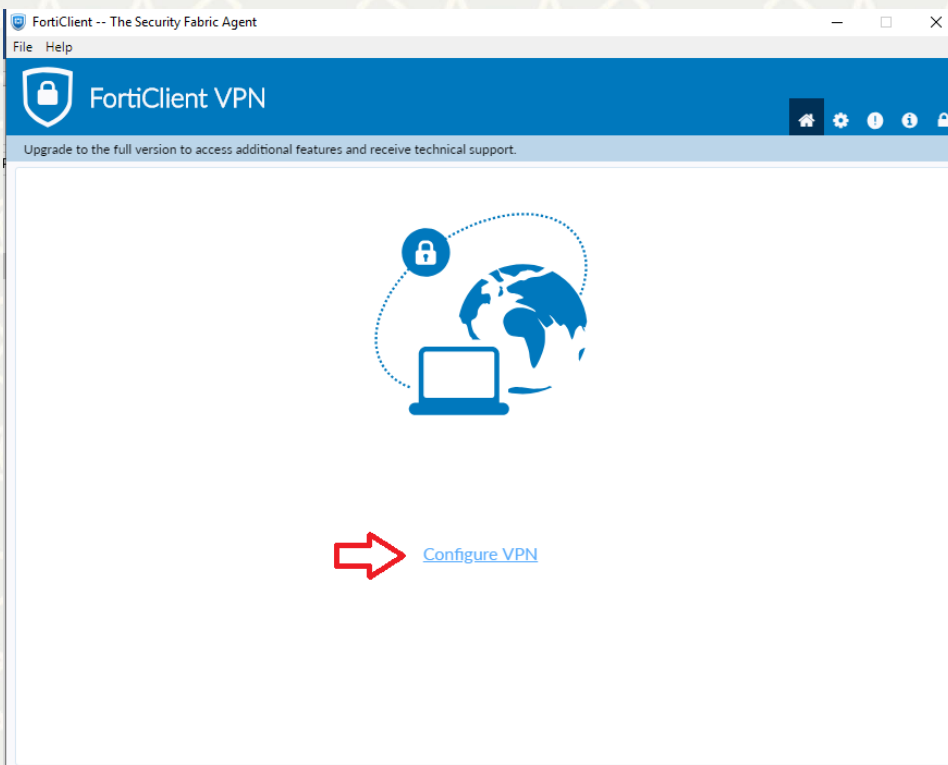 FortiClient -- The Security Fabric Agent
File Help
FortiClient VPN
Upgrade to the full version to access additional features and receive technical support.
Configure VPN